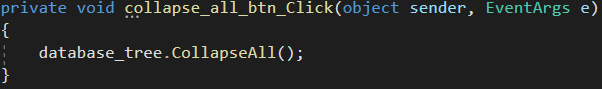 private void collapse_all_btn_Click(object sender, EventArgs e)
{
    database_tree.CollapseAll();
}